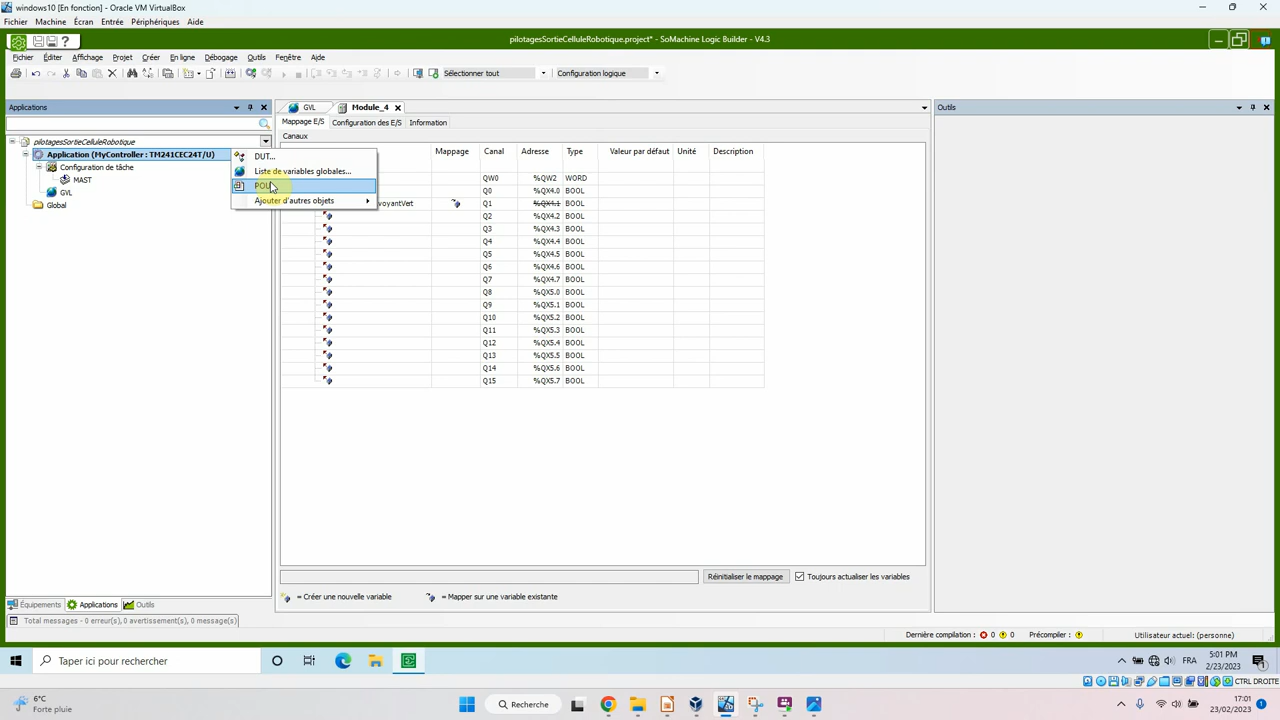 windows10 [En fonction] - Oracle VM VirtualBox
Fichier Machine Écran Entrée Périphériques Aide
pilotagesSortieCelluleRobotique.project* - SoMachine Logic Builder - V4.3
Fichier Éditer Affichage Projet Créer En ligne Débogage Outils Fenêtre Aide
Sélectionner tout Configuration logique
Applications
GVL Module_4
Outils
Mappage E/S Configuration des E/S Information
Canaux
pilotagesSortieCelluleRobotique
Application (MyController : TM241CEC24T/U)
Configuration de tâche
MAST
GVL
Global
DUT...
Liste de variables globales...
POU
Ajouter d'autres objets
Mappage Canal Adresse Type Valeur par défaut Unité Description
QW0 %QW2 WORD
Q0 %QX4.0 BOOL
voyantVert Q1 %QX4.1 BOOL
Q2 %QX4.2 BOOL
Q3 %QX4.3 BOOL
Q4 %QX4.4 BOOL
Q5 %QX4.5 BOOL
Q6 %QX4.6 BOOL
Q7 %QX4.7 BOOL
Q8 %QX5.0 BOOL
Q9 %QX5.1 BOOL
Q10 %QX5.2 BOOL
Q11 %QX5.3 BOOL
Q12 %QX5.4 BOOL
Q13 %QX5.5 BOOL
Q14 %QX5.6 BOOL
Q15 %QX5.7 BOOL
Réinitialiser le mappage Toujours actualiser les variables
= Créer une nouvelle variable = Mapper sur une variable existante
Équipements Applications Outils
Total messages - 0 erreur(s), 0 avertissement(s), 0 message(s)
Dernière compilation : 0 0 Précompiler : Utilisateur actuel: (personne)
Taper ici pour rechercher
FRA
5:01 PM
2/23/2023
CTRL DROITE
6°C
Forte pluie
Recherche
17:01
23/02/2023